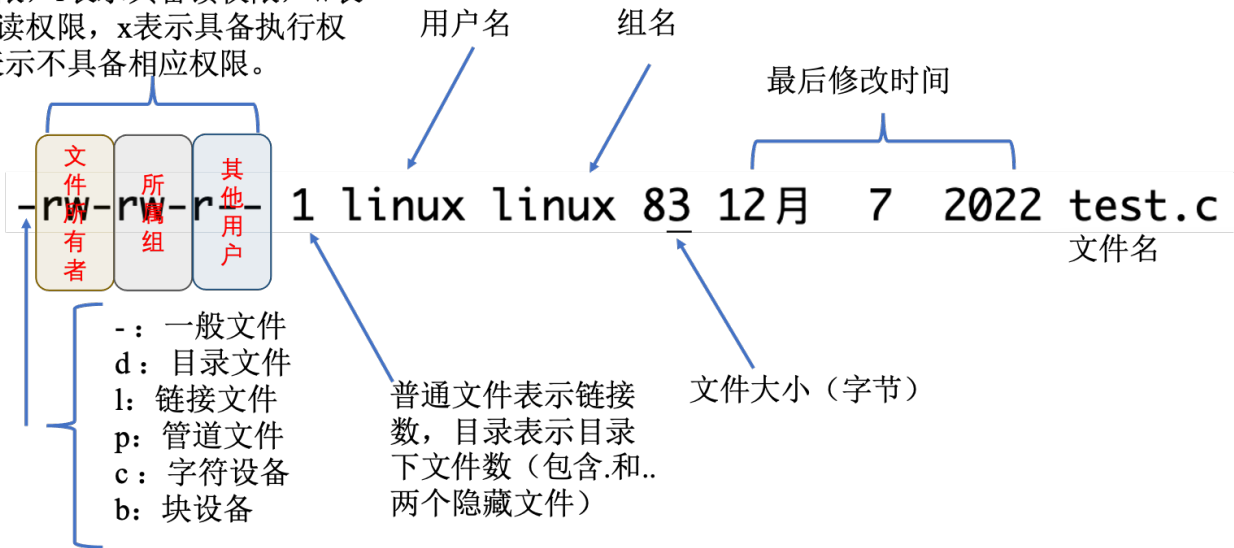 读权限，x表示具备执行权
示不具备相应权限。
用户名
组名
最后修改时间
文件所有者
所属组
其他用户
-rw-rw-r-- 1 linux linux 83 12月 7 2022 test.c
文件名
-：一般文件
d：目录文件
l：链接文件
p：管道文件
c：字符设备
b：块设备
普通文件表示链接
数，目录表示目录
下文件数（包含.和..
两个隐藏文件）
文件大小（字节）